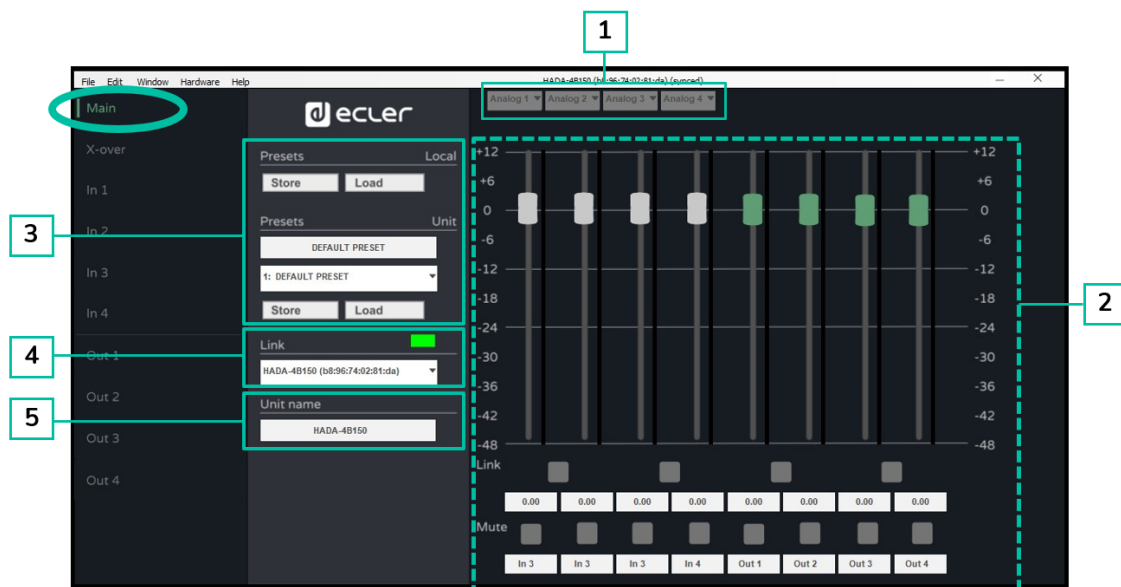 1
File Edit Window Hardware Help
HADA-4B150 (b8:96:74:02:81:da) (synced)
Analog 1 Analog 2 Analog 3 Analog 4
Main
X-over
In 1
In 2
In 3
In 4
Out 1
Out 2
Out 3
Out 4
3
4
5
ecler
Presets Local
Store Load
Presets Unit
DEFAULT PRESET
1: DEFAULT PRESET
Store Load
Link
HADA-4B150 (b8:96:74:02:81:da)
Unit name
HADA-4B150
+12 +12
+6 +6
0 0
-6 -6
-12 -12
-18 -18
-24 -24
-30 -30
-36 -36
-42 -42
-48 -48
Link
0.00 0.00 0.00 0.00 0.00 0.00 0.00 0.00
Mute
In 3 In 3 In 3 In 4 Out 1 Out 2 Out 3 Out 4
2